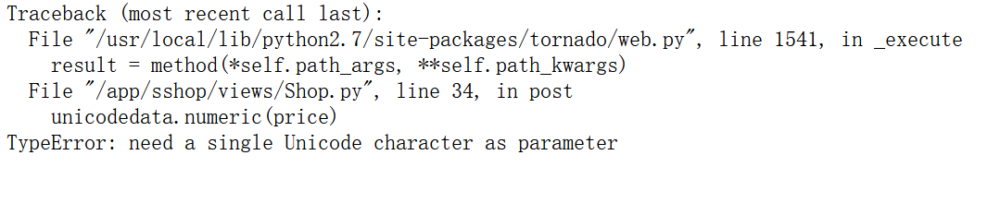 Traceback (most recent call last):
  File "/usr/local/lib/python2.7/site-packages/tornado/web.py", line 1541, in _execute
    result = method(*self.path_args, **self.path_kwargs)
  File "/app/sshop/views/Shop.py", line 34, in post
    unicodedata.numeric(price)
TypeError: need a single Unicode character as parameter